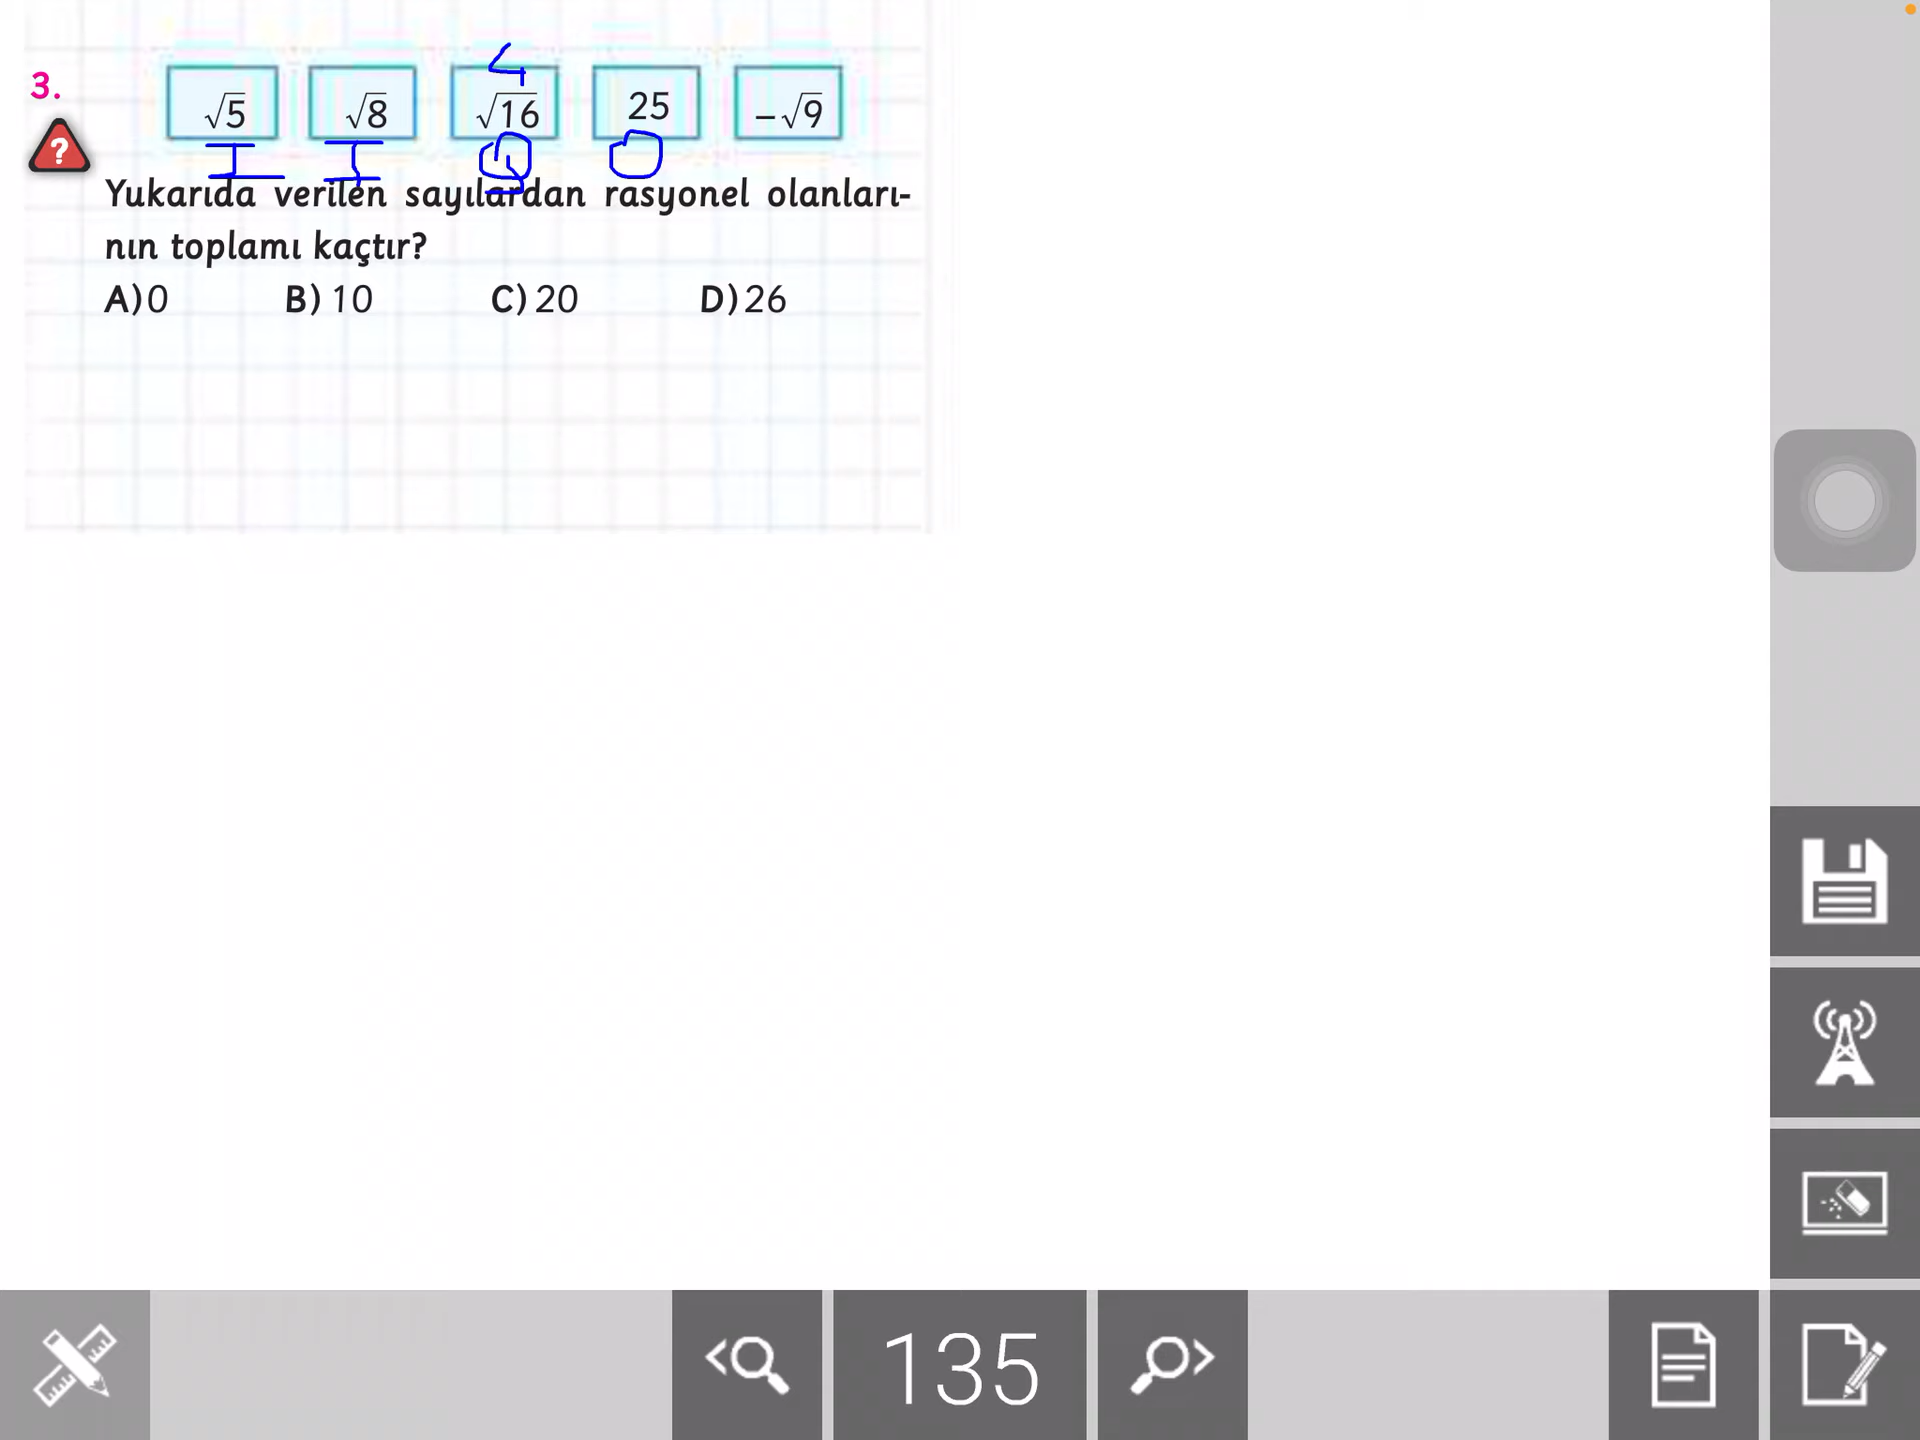 4
3.
√5 √8 √16 25 −√9
I I Q
Yukarıda verilen sayılardan rasyonel olanları-
nın toplamı kaçtır?
A) 0 B) 10 C) 20 D) 26
135